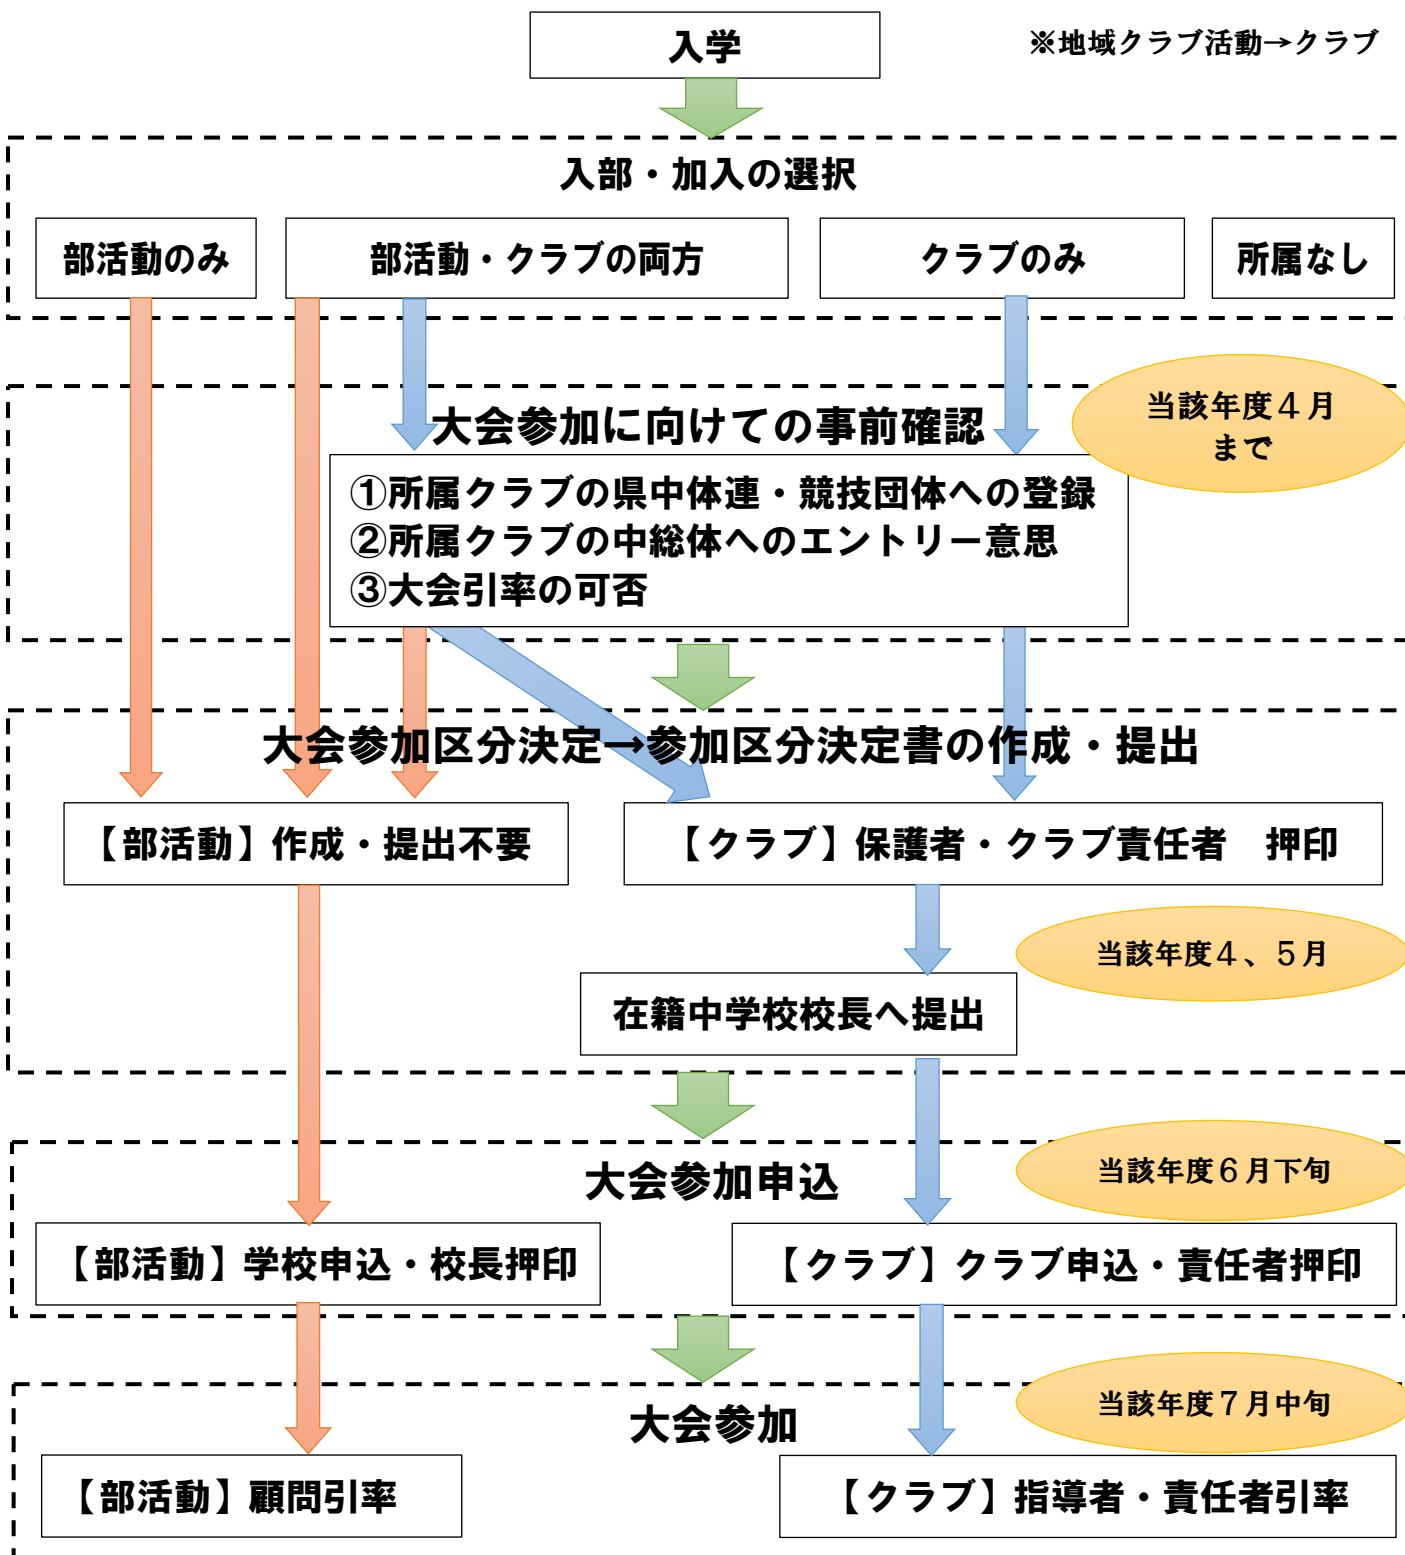 入学
※地域クラブ活動→クラブ
入部・加入の選択
部活動のみ
部活動・クラブの両方
クラブのみ
所属なし
当該年度４月
まで
大会参加に向けての事前確認
①所属クラブの県中体連・競技団体への登録
②所属クラブの中総体へのエントリー意思
③大会引率の可否
大会参加区分決定→参加区分決定書の作成・提出
【部活動】作成・提出不要
【クラブ】保護者・クラブ責任者　押印
当該年度４、５月
在籍中学校校長へ提出
当該年度６月下旬
大会参加申込
【部活動】学校申込・校長押印
【クラブ】クラブ申込・責任者押印
当該年度７月中旬
大会参加
【部活動】顧問引率
【クラブ】指導者・責任者引率